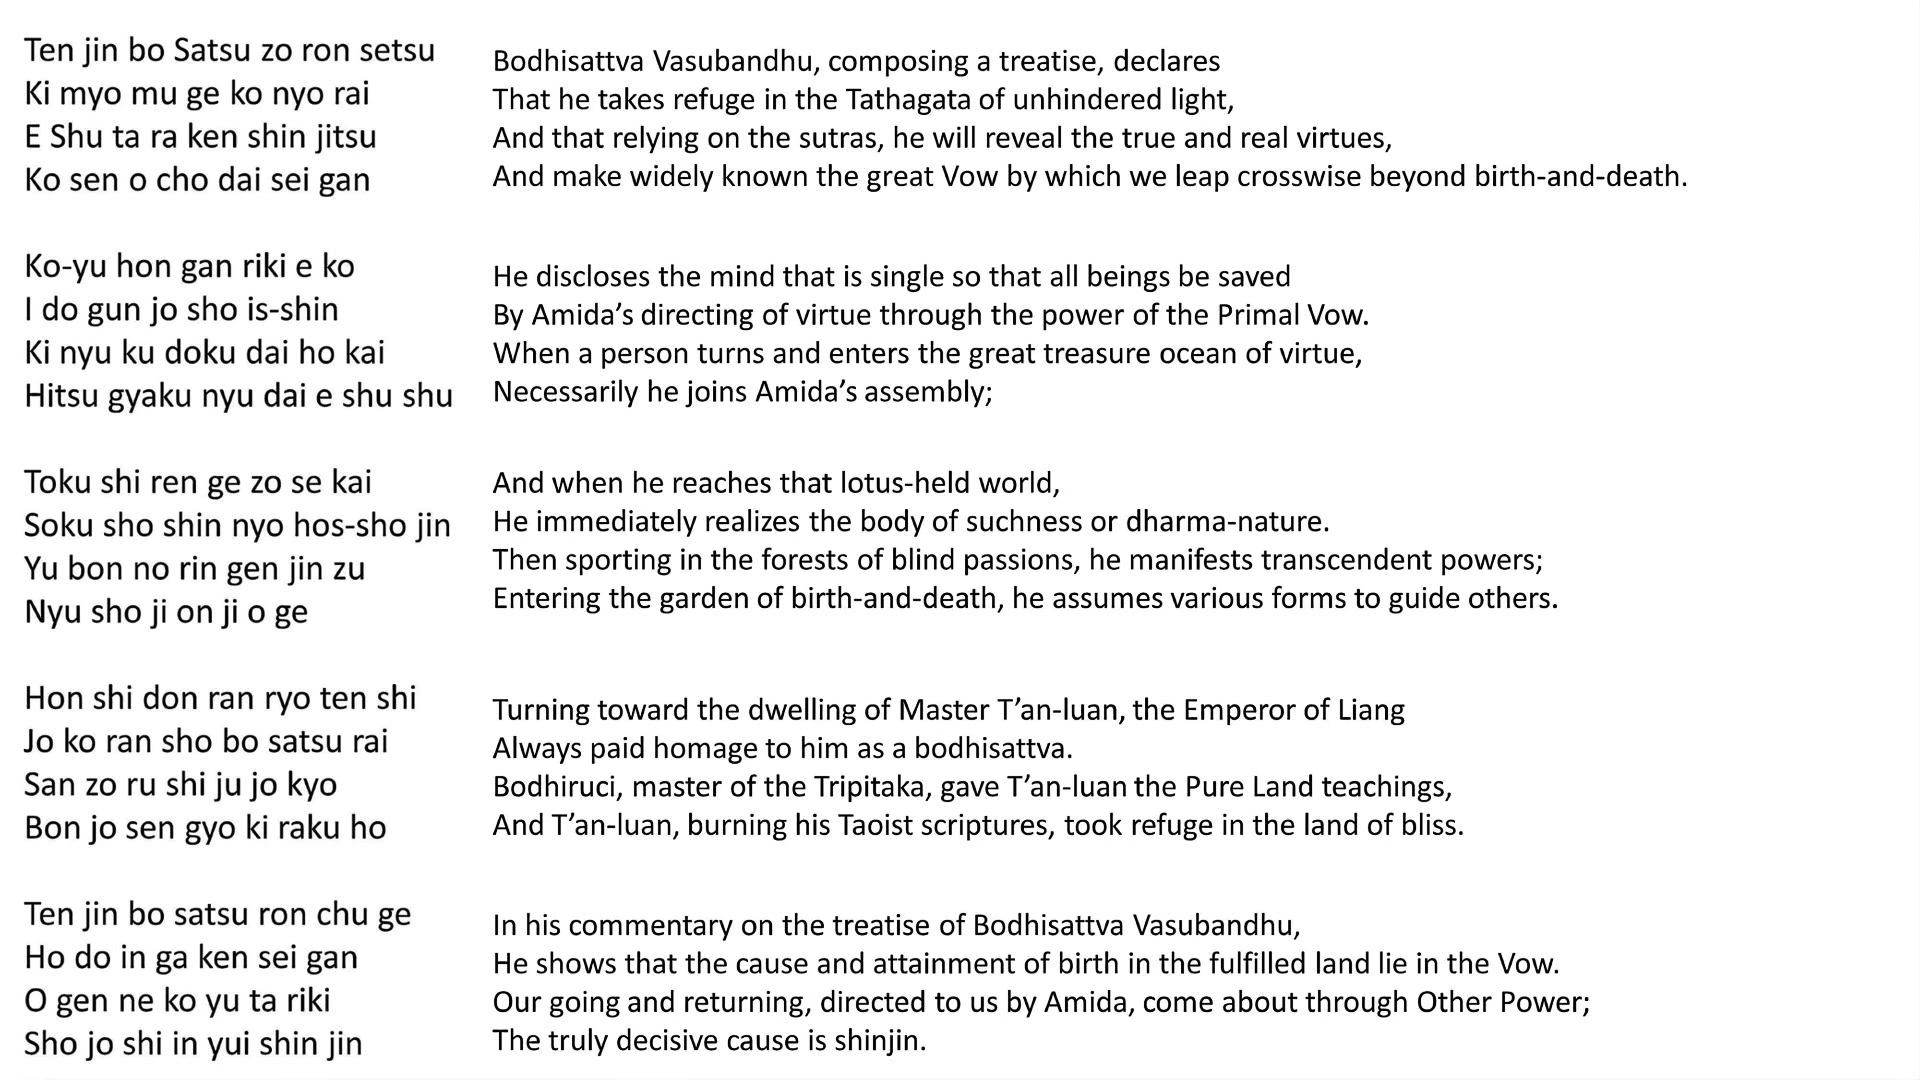 Ten jin bo Satsu zo ron setsu
Ki myo mu ge ko nyo rai
E Shu ta ra ken shin jitsu
Ko sen o cho dai sei gan
Bodhisattva Vasubandhu, composing a treatise, declares
That he takes refuge in the Tathagata of unhindered light,
And that relying on the sutras, he will reveal the true and real virtues,
And make widely known the great Vow by which we leap crosswise beyond birth-and-death.
Ko-yu hon gan riki e ko
I do gun jo sho is-shin
Ki nyu ku doku dai ho kai
Hitsu gyaku nyu dai e shu shu
He discloses the mind that is single so that all beings be saved
By Amida’s directing of virtue through the power of the Primal Vow.
When a person turns and enters the great treasure ocean of virtue,
Necessarily he joins Amida’s assembly;
Toku shi ren ge zo se kai
Soku sho shin nyo hos-sho jin
Yu bon no rin gen jin zu
Nyu sho ji on ji o ge
And when he reaches that lotus-held world,
He immediately realizes the body of suchness or dharma-nature.
Then sporting in the forests of blind passions, he manifests transcendent powers;
Entering the garden of birth-and-death, he assumes various forms to guide others.
Hon shi don ran ryo ten shi
Jo ko ran sho bo satsu rai
San zo ru shi ju jo kyo
Bon jo sen gyo ki raku ho
Turning toward the dwelling of Master T’an-luan, the Emperor of Liang
Always paid homage to him as a bodhisattva.
Bodhiruci, master of the Tripitaka, gave T’an-luan the Pure Land teachings,
And T’an-luan, burning his Taoist scriptures, took refuge in the land of bliss.
Ten jin bo satsu ron chu ge
Ho do in ga ken sei gan
O gen ne ko yu ta riki
Sho jo shi in yui shin jin
In his commentary on the treatise of Bodhisattva Vasubandhu,
He shows that the cause and attainment of birth in the fulfilled land lie in the Vow.
Our going and returning, directed to us by Amida, come about through Other Power;
The truly decisive cause is shinjin.